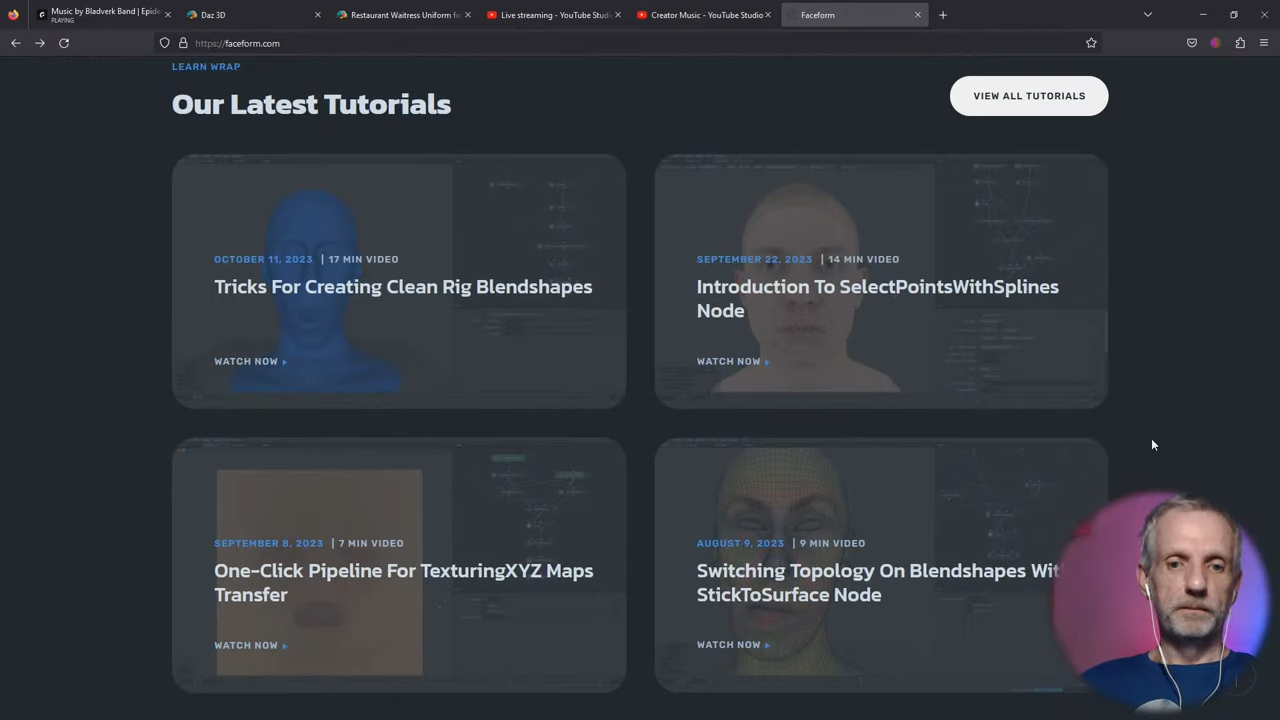 Music by Bladverk Band | Epide
PLAYING
Daz 3D
Restaurant Waitress Uniform fo
Live streaming - YouTube Studio
Creator Music - YouTube Studio
Faceform
https://faceform.com
LEARN WRAP
Our Latest Tutorials
VIEW ALL TUTORIALS
OCTOBER 11, 2023 | 17 MIN VIDEO
Tricks For Creating Clean Rig Blendshapes
WATCH NOW
SEPTEMBER 22, 2023 | 14 MIN VIDEO
Introduction To SelectPointsWithSplines
Node
WATCH NOW
SEPTEMBER 8, 2023 | 7 MIN VIDEO
One-Click Pipeline For TexturingXYZ Maps
Transfer
WATCH NOW
AUGUST 9, 2023 | 9 MIN VIDEO
Switching Topology On Blendshapes Wit
StickToSurface Node
WATCH NOW